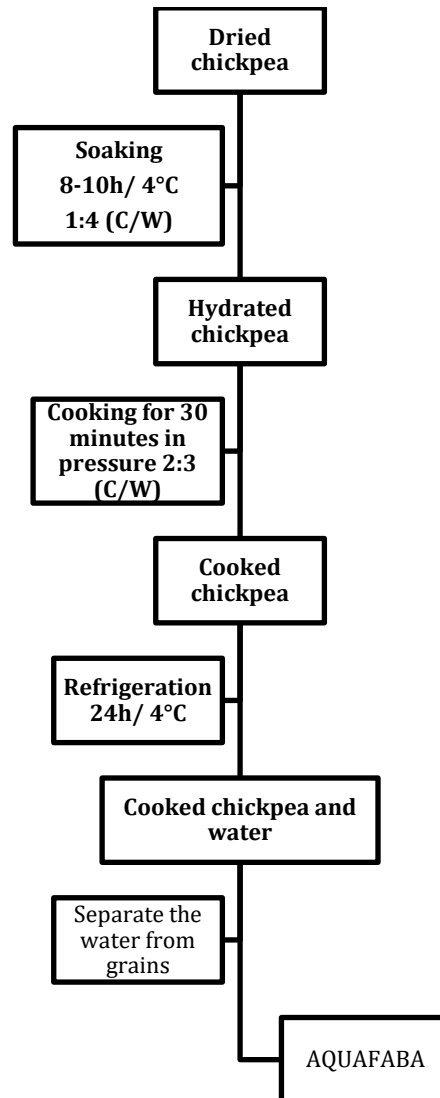 Dried
chickpea
Soaking
8-10h/ 4°C
1:4 (C/W)
Hydrated
chickpea
Cooking for 30
minutes in
pressure 2:3
(C/W)
Cooked
chickpea
Refrigeration
24h/ 4°C
Cooked chickpea and
water
Separate the
water from
grains
AQUAFABA